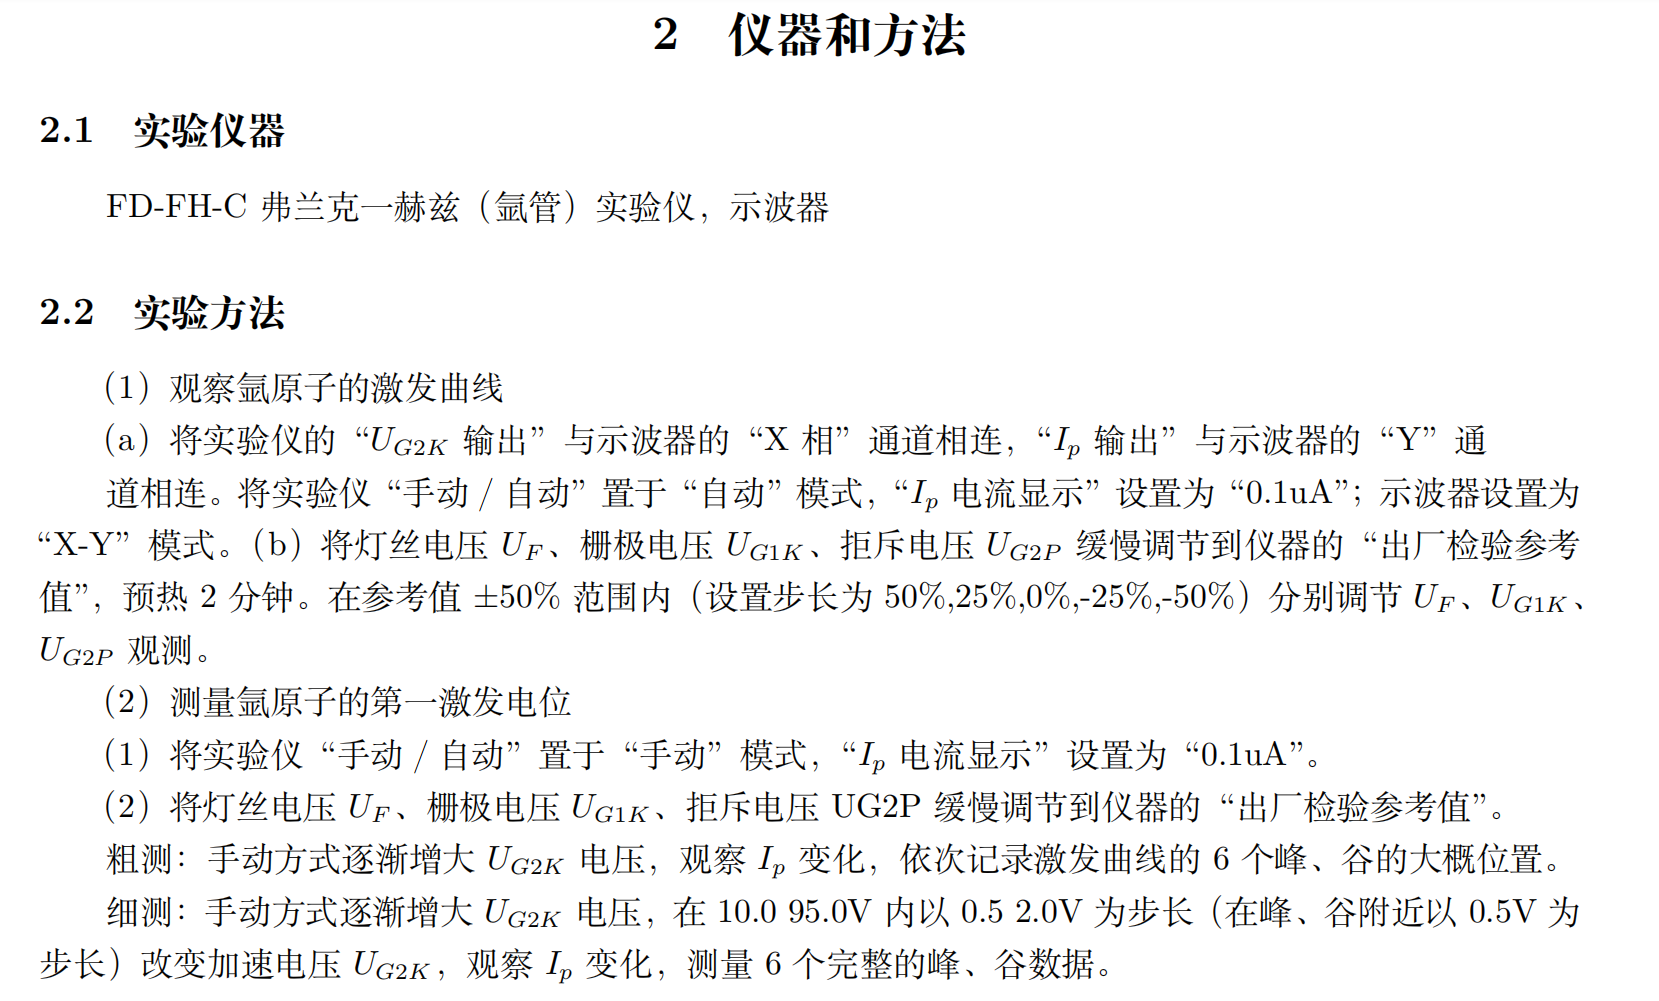 2 仪器和方法
2.1 实验仪器
FD-FH-C 弗兰克一赫兹（氩管）实验仪，示波器
2.2 实验方法
（1）观察氩原子的激发曲线
（a）将实验仪的“U_{G2K} 输出”与示波器的“X 相”通道相连，“I_p 输出”与示波器的“Y”通
道相连。将实验仪“手动 / 自动”置于“自动”模式，“I_p 电流显示”设置为“0.1uA”；示波器设置为
“X-Y”模式。（b）将灯丝电压 U_F、栅极电压 U_{G1K}、拒斥电压 U_{G2P} 缓慢调节到仪器的“出厂检验参考
值”，预热 2 分钟。在参考值 ±50% 范围内（设置步长为 50%,25%,0%,-25%,-50%）分别调节 U_F、U_{G1K}、
U_{G2P} 观测。
（2）测量氩原子的第一激发电位
（1）将实验仪“手动 / 自动”置于“手动”模式，“I_p 电流显示”设置为“0.1uA”。
（2）将灯丝电压 U_F、栅极电压 U_{G1K}、拒斥电压 UG2P 缓慢调节到仪器的“出厂检验参考值”。
粗测：手动方式逐渐增大 U_{G2K} 电压，观察 I_p 变化，依次记录激发曲线的 6 个峰、谷的大概位置。
细测：手动方式逐渐增大 U_{G2K} 电压，在 10.0 95.0V 内以 0.5 2.0V 为步长（在峰、谷附近以 0.5V 为
步长）改变加速电压 U_{G2K}，观察 I_p 变化，测量 6 个完整的峰、谷数据。